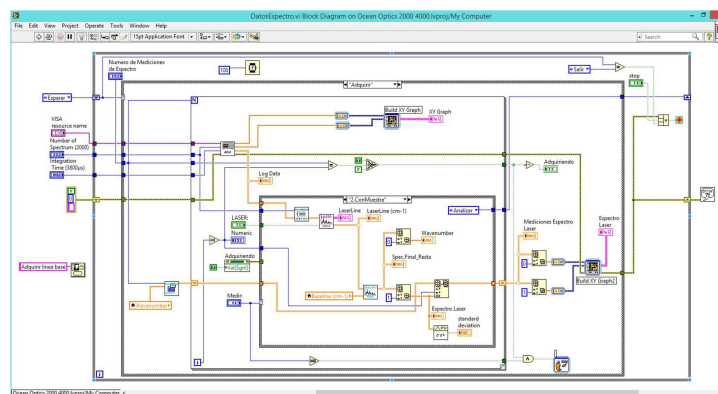 DatosEspectro.vi Block Diagram on Ocean Optics 2000 4000.lvproj/My Computer
File Edit View Project Operate Tools Window Help
15pt Application Font
Search
Numero de Mediciones
de Espectro
100
"Adquirir"
Salir
stop
Esperar
N
Build XY Graph
XY Graph
VISA
resource name
Number of
Spectrum (2000)
Integration
Time (3800µs)
Log Data
Adquiriendo
"2.ConMuestra"
Analizar
LASER:
Numeric
LaserLine
LaserLine (cm-1)
Wavenumber
Mediciones Espectro
Laser
Espectro
Laser
Adquiriendo
Val(Sgnl)
Spec.Final_Resta
Build XY Graph2
Adquirir linea base
Wavenumber
Medir
Baseline (cm-1)
Espectro Laser
standard
deviation
i
i
Ocean Optics 2000 4000.lvproj/My Computer